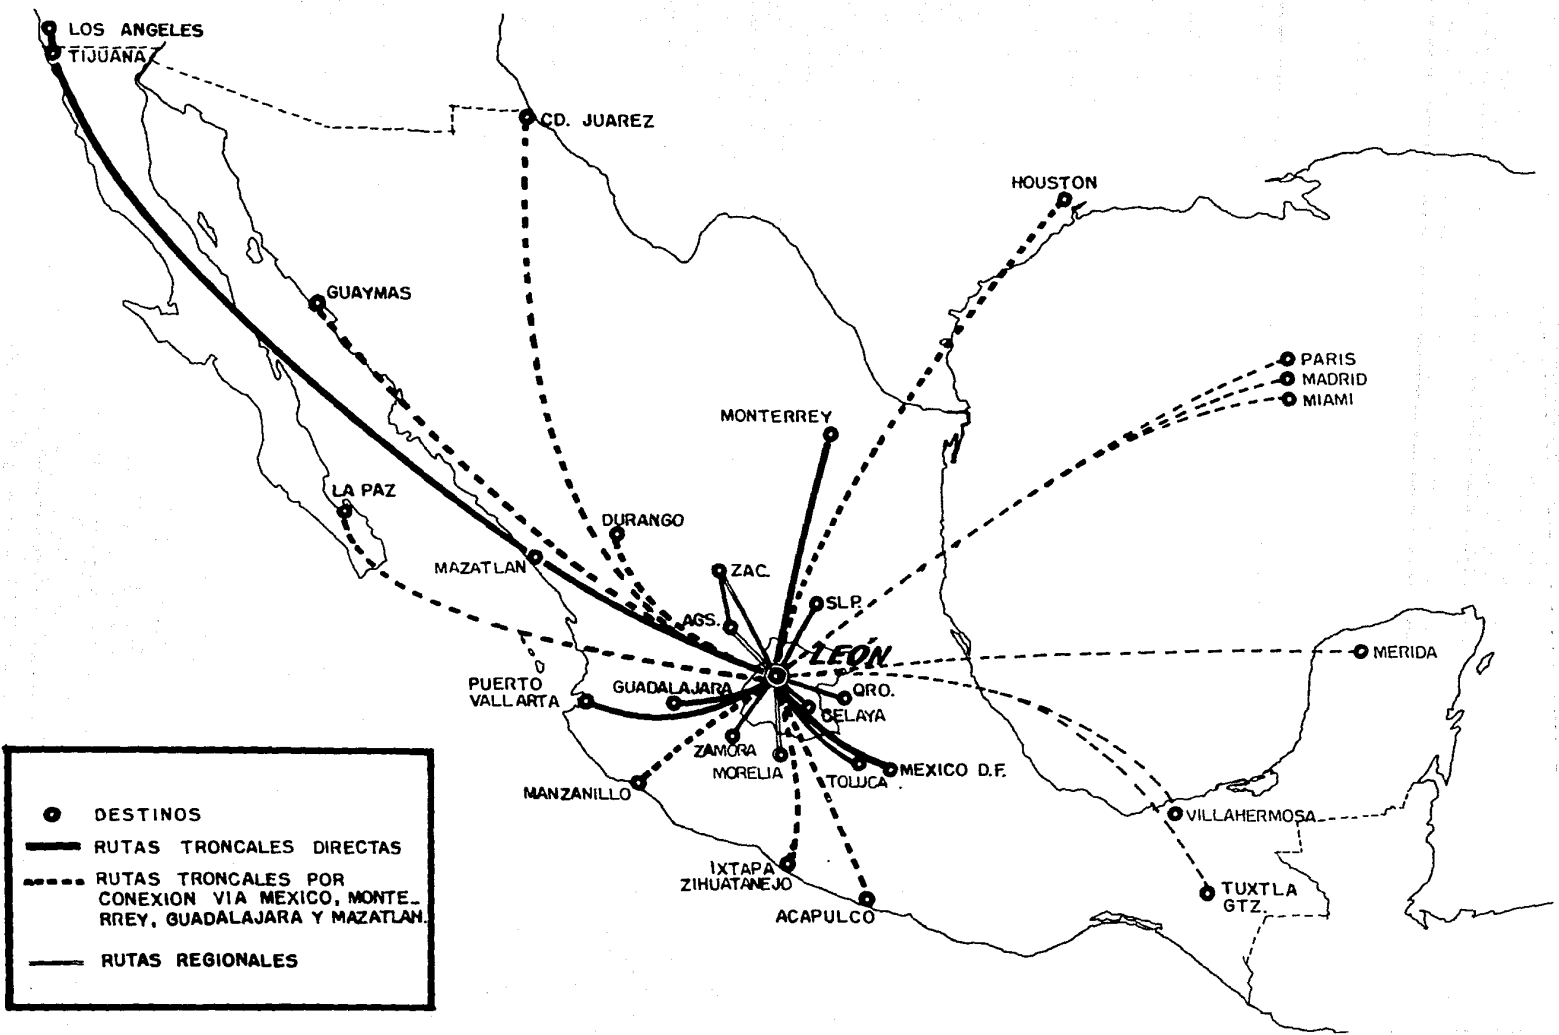 LOS ANGELES
TIJUANA
CD. JUAREZ
HOUSTON
GUAYMAS
PARIS
MADRID
MIAMI
MONTERREY
LA PAZ
DURANGO
MAZATLAN
ZAC.
SLP.
AGS.
LEÓN
MERIDA
PUERTO
VALLARTA
GUADALAJARA
QRO.
CELAYA
ZAMORA
MORELIA
TOLUCA
MEXICO D.F.
MANZANILLO
VILLAHERMOSA
IXTAPA
ZIHUATANEJO
ACAPULCO
TUXTLA
GTZ.
DESTINOS
RUTAS TRONCALES DIRECTAS
RUTAS TRONCALES POR
CONEXION VIA MEXICO, MONTE_
RREY, GUADALAJARA Y MAZATLAN.
RUTAS REGIONALES